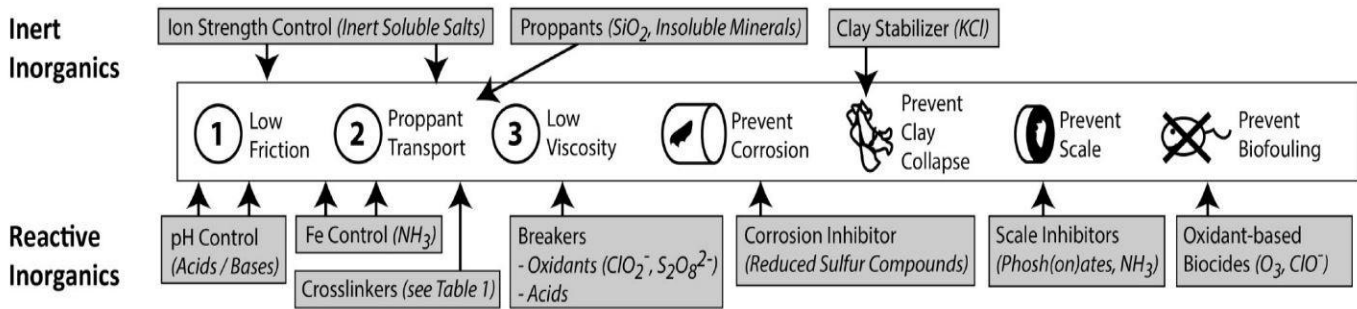 Inert
Inorganics
Ion Strength Control (Inert Soluble Salts)
Proppants (SiO2, Insoluble Minerals)
Clay Stabilizer (KCl)
1
Low
Friction
2
Proppant
Transport
3
Low
Viscosity
Prevent
Corrosion
Prevent
Clay
Collapse
Prevent
Scale
Prevent
Biofouling
Reactive
Inorganics
pH Control
(Acids / Bases)
Fe Control (NH3)
Crosslinkers (see Table 1)
Breakers
- Oxidants (ClO2-, S2O82-)
- Acids
Corrosion Inhibitor
(Reduced Sulfur Compounds)
Scale Inhibitors
(Phosh(on)ates, NH3)
Oxidant-based
Biocides (O3, ClO-)